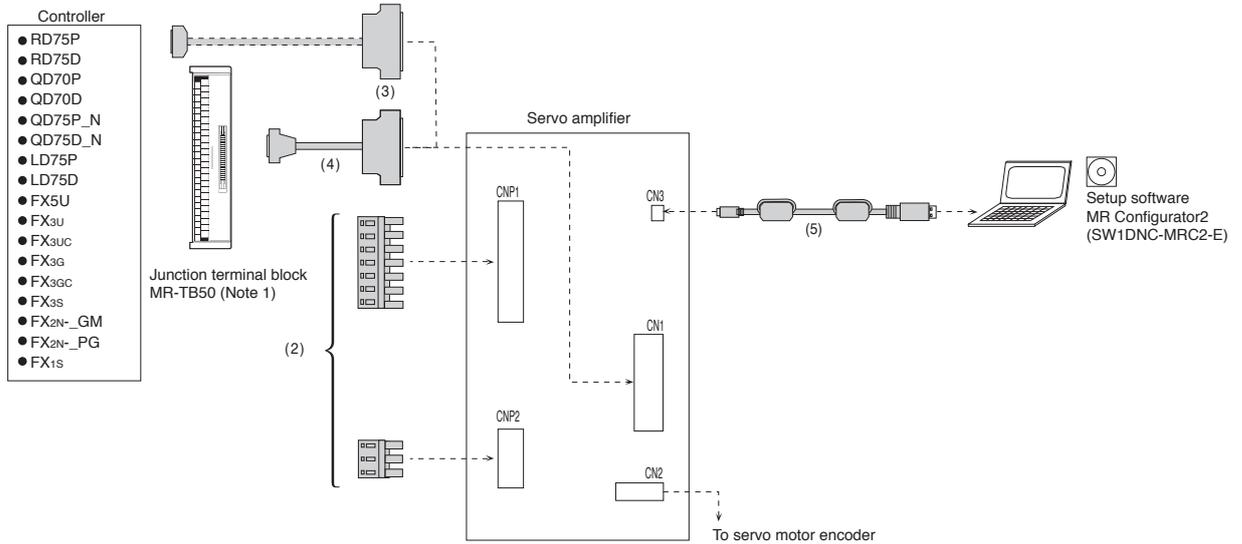 Controller
● RD75P
● RD75D
● QD70P
● QD70D
● QD75P_N
● QD75D_N
● LD75P
● LD75D
● FX5U
● FX3U
● FX3UC
● FX3G
● FX3GC
● FX3S
● FX2N-_GM
● FX2N-_PG
● FX1S
Junction terminal block
MR-TB50 (Note 1)
(3)
(4)
(2)
Servo amplifier
CNP1
CNP2
CN3
CN1
CN2
To servo motor encoder
(5)
Setup software
MR Configurator2
(SW1DNC-MRC2-E)